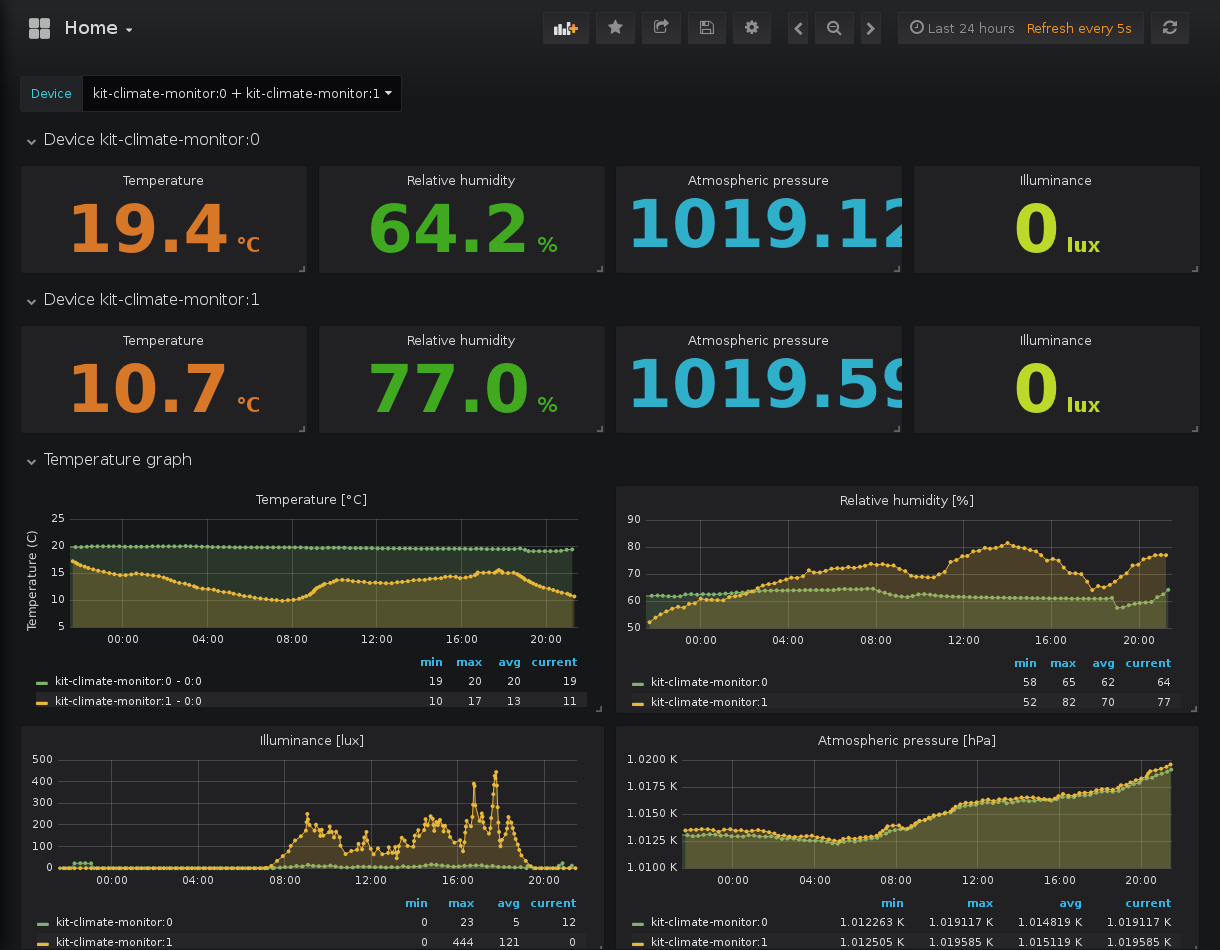 Home
Last 24 hours Refresh every 5s
Device kit-climate-monitor:0 + kit-climate-monitor:1
Device kit-climate-monitor:0
Temperature Relative humidity Atmospheric pressure Illuminance
19.4 °C 64.2 % 1019.12 0 lux
Device kit-climate-monitor:1
Temperature Relative humidity Atmospheric pressure Illuminance
10.7 °C 77.0 % 1019.59 0 lux
Temperature graph
Temperature [°C]
Temperature (C)
25
20
15
10
5
00:00 04:00 08:00 12:00 16:00 20:00
min max avg current
kit-climate-monitor:0 - 0:0 19 20 20 19
kit-climate-monitor:1 - 0:0 10 17 13 11
Relative humidity [%]
90
80
70
60
50
00:00 04:00 08:00 12:00 16:00 20:00
min max avg current
kit-climate-monitor:0 58 65 62 64
kit-climate-monitor:1 52 82 70 77
Illuminance [lux]
500
400
300
200
100
0
00:00 04:00 08:00 12:00 16:00 20:00
min max avg current
kit-climate-monitor:0 0 23 5 12
kit-climate-monitor:1 0 444 121 0
Atmospheric pressure [hPa]
1.0200 K
1.0175 K
1.0150 K
1.0125 K
1.0100 K
00:00 04:00 08:00 12:00 16:00 20:00
min max avg current
kit-climate-monitor:0 1.012263 K 1.019117 K 1.014819 K 1.019117 K
kit-climate-monitor:1 1.012505 K 1.019585 K 1.015119 K 1.019585 K